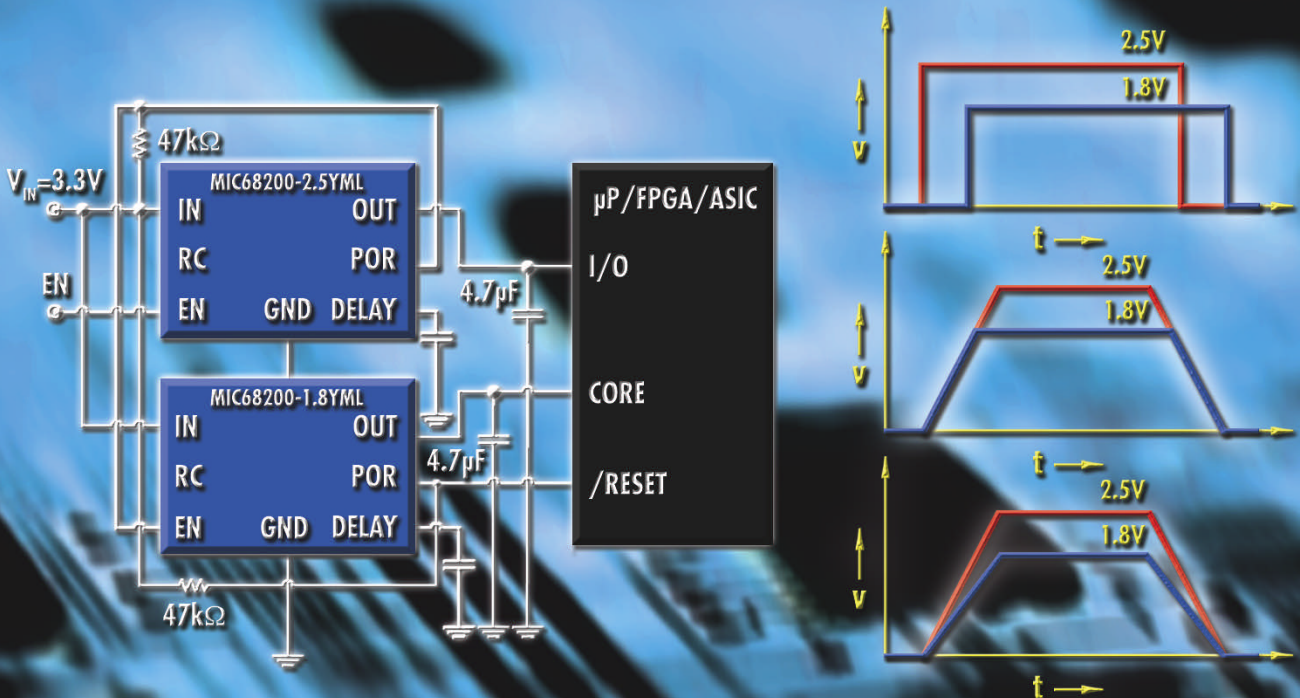 47kΩ
V_IN=3.3V
EN
MIC68200-2.5YML
IN OUT
RC POR
EN GND DELAY
MIC68200-1.8YML
IN OUT
RC POR
EN GND DELAY
47kΩ
4.7µF
4.7µF
µP/FPGA/ASIC
I/O
CORE
/RESET
2.5V
1.8V
V
t
2.5V
1.8V
V
t
2.5V
1.8V
V
t